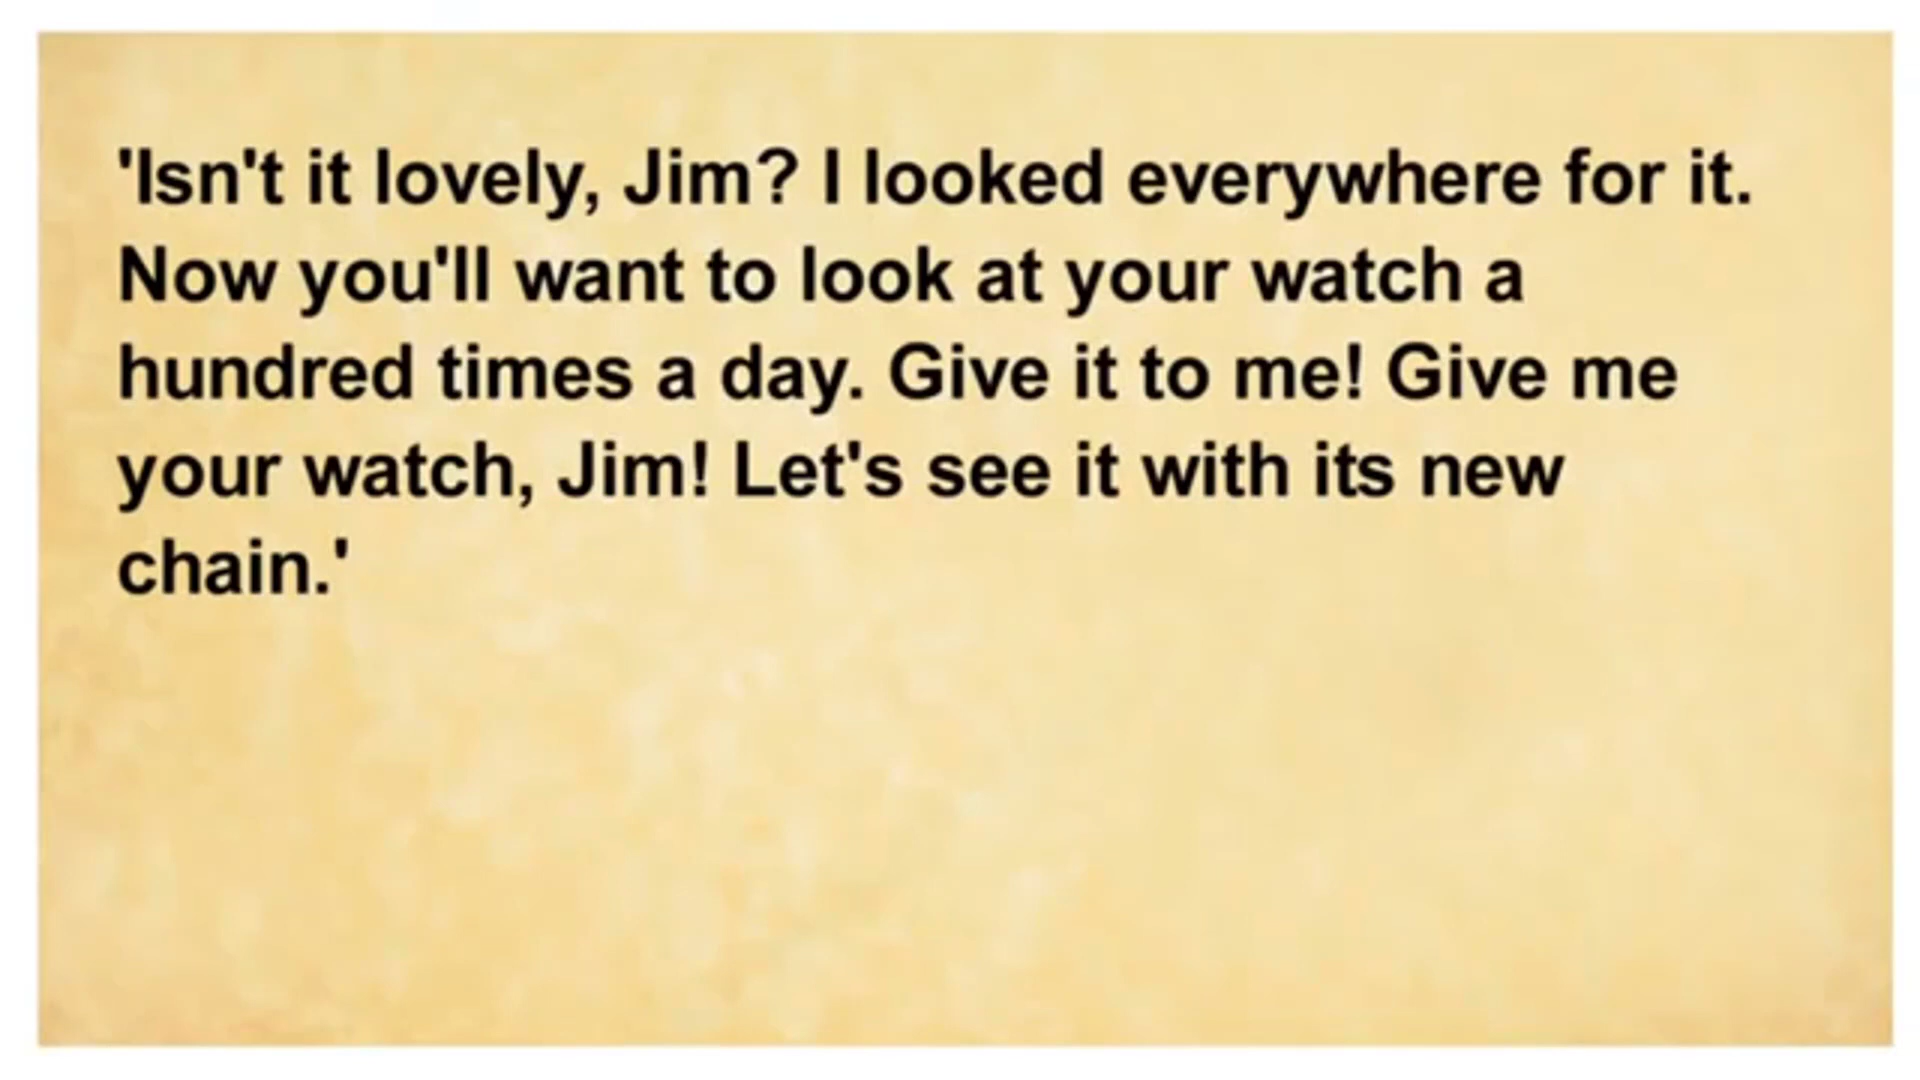 'Isn't it lovely, Jim? I looked everywhere for it.
Now you'll want to look at your watch a
hundred times a day. Give it to me! Give me
your watch, Jim! Let's see it with its new
chain.'